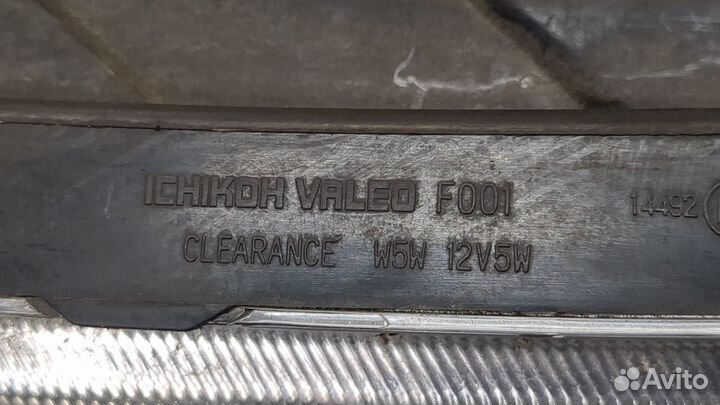 ICHIKOH VALEO F001
14492
CLEARANCE W5W 12V5W
Avito